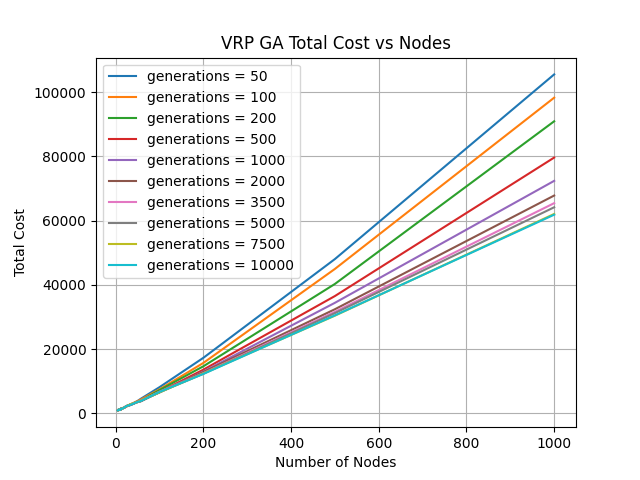 VRP GA Total Cost vs Nodes
Total Cost
100000
80000
60000
40000
20000
0
generations = 50
generations = 100
generations = 200
generations = 500
generations = 1000
generations = 2000
generations = 3500
generations = 5000
generations = 7500
generations = 10000
0 200 400 600 800 1000
Number of Nodes